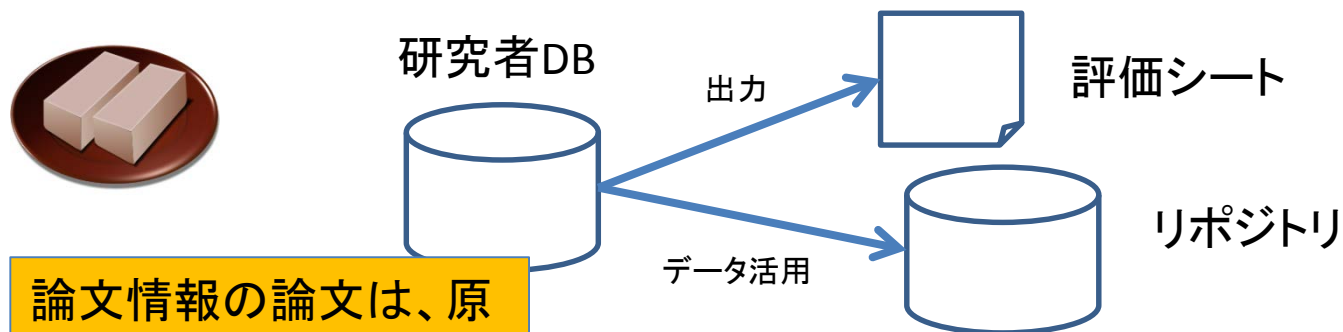 研究者DB
出力
評価シート
データ活用
リポジトリ
論文情報の論文は、原